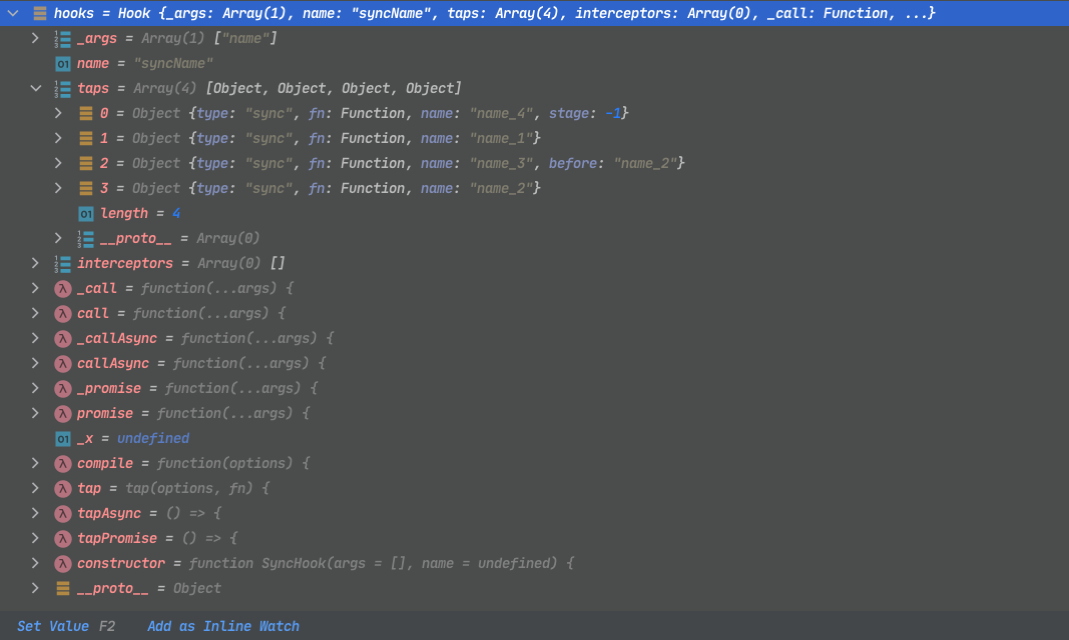 hooks = Hook {_args: Array(1), name: "syncName", taps: Array(4), interceptors: Array(0), _call: Function, ...}
_args = Array(1) ["name"]
01 name = "syncName"
taps = Array(4) [Object, Object, Object, Object]
0 = Object {type: "sync", fn: Function, name: "name_4", stage: -1}
1 = Object {type: "sync", fn: Function, name: "name_1"}
2 = Object {type: "sync", fn: Function, name: "name_3", before: "name_2"}
3 = Object {type: "sync", fn: Function, name: "name_2"}
01 length = 4
__proto__ = Array(0)
interceptors = Array(0) []
λ _call = function(...args) {
λ call = function(...args) {
λ _callAsync = function(...args) {
λ callAsync = function(...args) {
λ _promise = function(...args) {
λ promise = function(...args) {
01 _x = undefined
λ compile = function(options) {
λ tap = tap(options, fn) {
λ tapAsync = () => {
λ tapPromise = () => {
λ constructor = function SyncHook(args = [], name = undefined) {
__proto__ = Object
Set Value F2 Add as Inline Watch